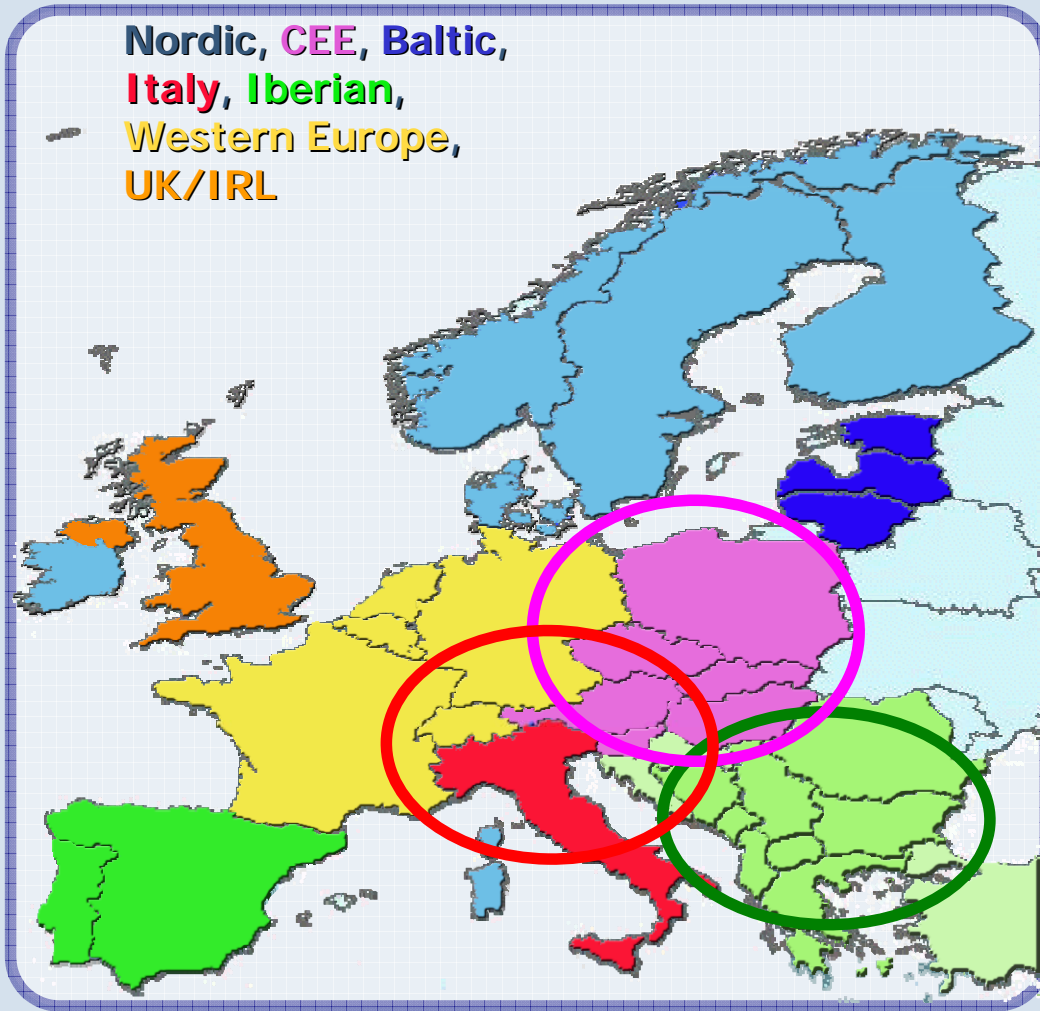 Nordic, CEE, Baltic,
Italy, Iberian,
Western Europe,
UK/IRL